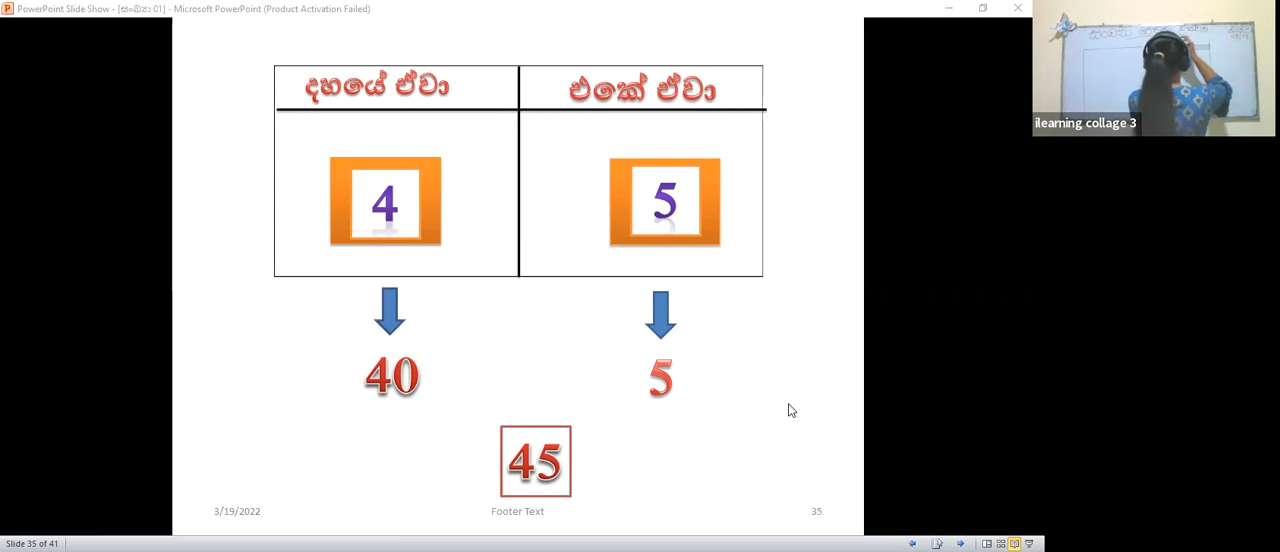 PowerPoint Slide Show - [සංඛ්‍යා 01] - Microsoft PowerPoint (Product Activation Failed)
දහයේ ඒවා එකේ ඒවා
4 5
40 5
45
3/19/2022 Footer Text 35
Slide 35 of 41
ilearning collage 3